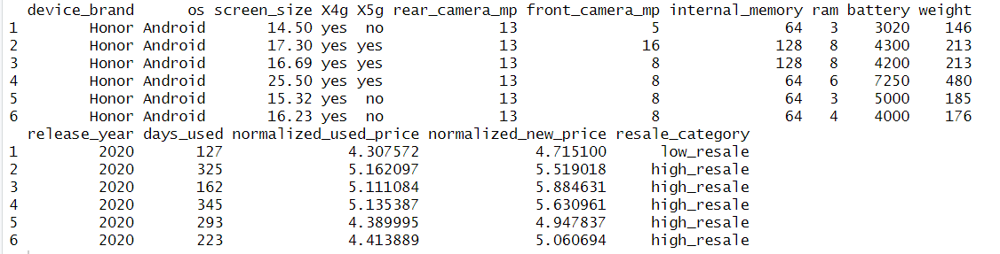 device_brand os screen_size X4g X5g rear_camera_mp front_camera_mp internal_memory ram battery weight
1 Honor Android 14.50 yes no 13 5 64 3 3020 146
2 Honor Android 17.30 yes yes 13 16 128 8 4300 213
3 Honor Android 16.69 yes yes 13 8 128 8 4200 213
4 Honor Android 25.50 yes yes 13 8 64 6 7250 480
5 Honor Android 15.32 yes no 13 8 64 3 5000 185
6 Honor Android 16.23 yes no 13 8 64 4 4000 176
release_year days_used normalized_used_price normalized_new_price resale_category
1 2020 127 4.307572 4.715100 low_resale
2 2020 325 5.162097 5.519018 high_resale
3 2020 162 5.111084 5.884631 high_resale
4 2020 345 5.135387 5.630961 high_resale
5 2020 293 4.389995 4.947837 high_resale
6 2020 223 4.413889 5.060694 high_resale